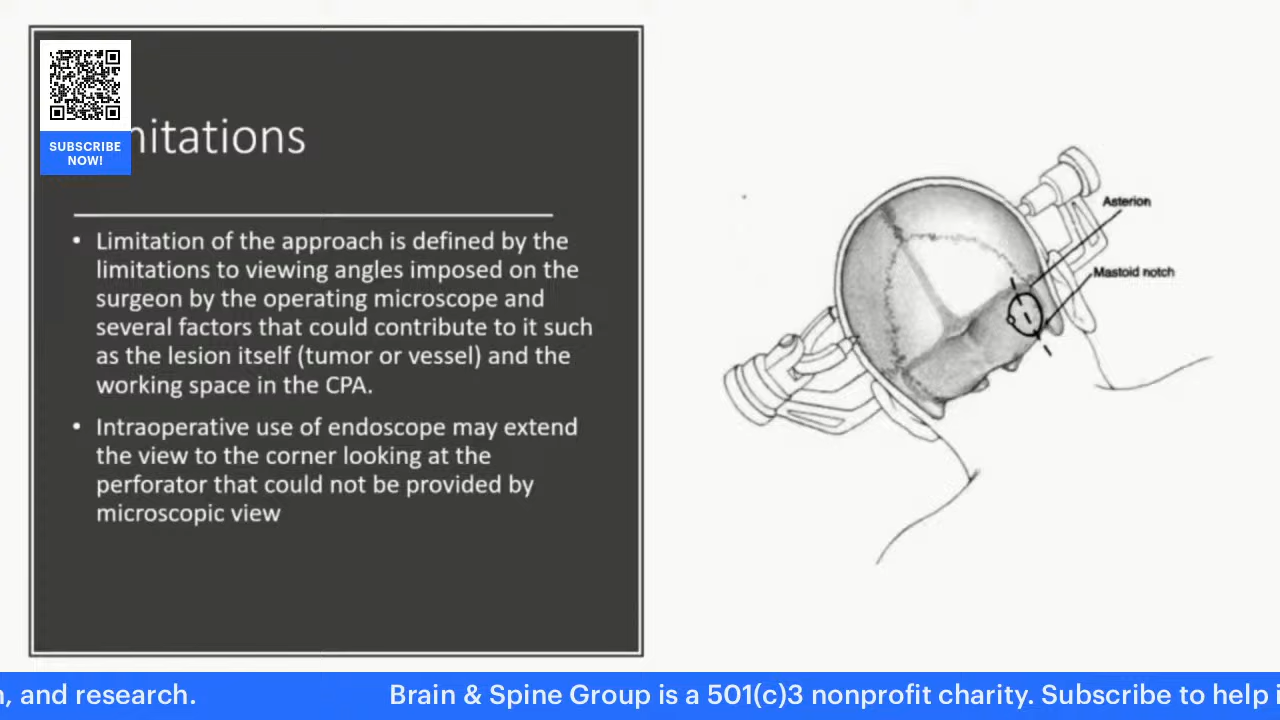 SUBSCRIBE
NOW!
nitations
Limitation of the approach is defined by the
limitations to viewing angles imposed on the
surgeon by the operating microscope and
several factors that could contribute to it such
as the lesion itself (tumor or vessel) and the
working space in the CPA.
Intraoperative use of endoscope may extend
the view to the corner looking at the
perforator that could not be provided by
microscopic view
Asterion
Mastoid notch
, and research. Brain & Spine Group is a 501(c)3 nonprofit charity. Subscribe to help